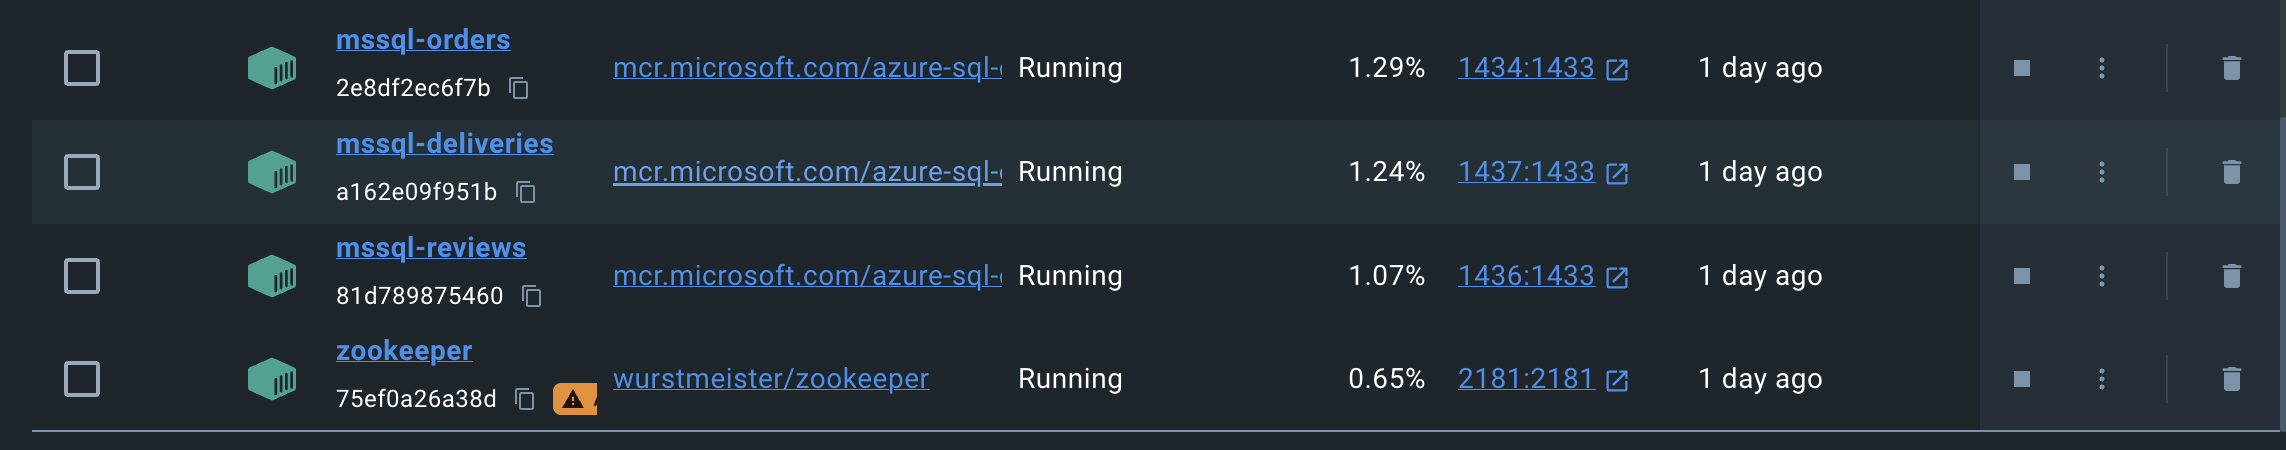 mssql-orders
2e8df2ec6f7b
mcr.microsoft.com/azure-sql- Running 1.29% 1434:1433 1 day ago
mssql-deliveries
a162e09f951b
mcr.microsoft.com/azure-sql- Running 1.24% 1437:1433 1 day ago
mssql-reviews
81d789875460
mcr.microsoft.com/azure-sql- Running 1.07% 1436:1433 1 day ago
zookeeper
75ef0a26a38d
wurstmeister/zookeeper Running 0.65% 2181:2181 1 day ago